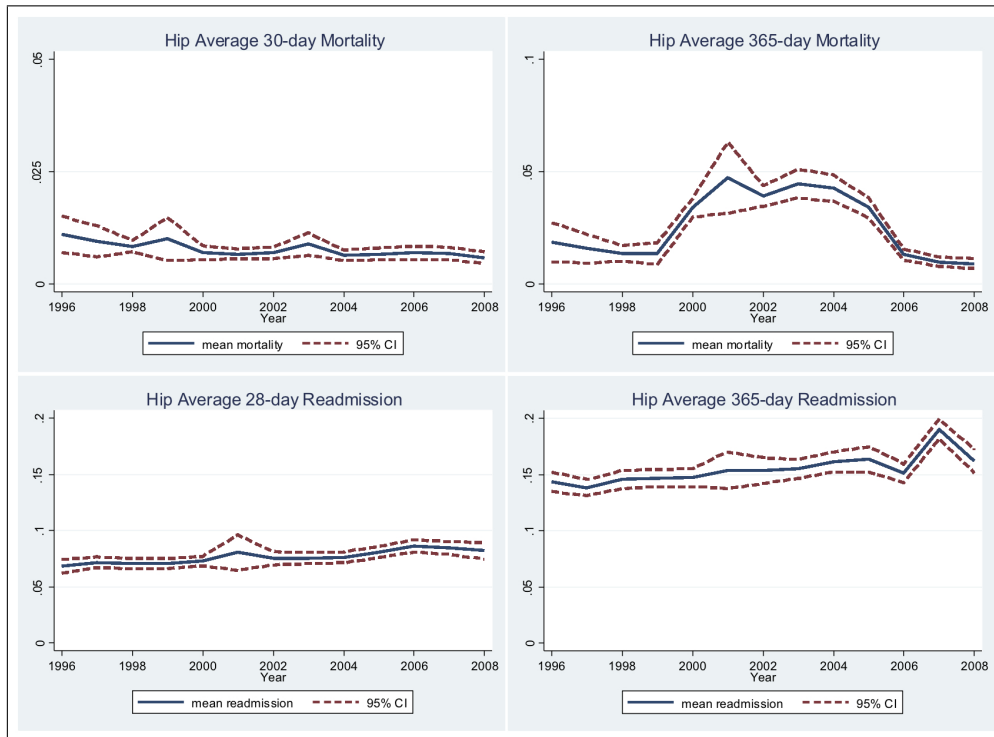 Hip Average 30-day Mortality
.05
.025
0
1996 1998 2000 2002 2004 2006 2008
Year
mean mortality 95% CI
Hip Average 365-day Mortality
.1
.05
0
1996 1998 2000 2002 2004 2006 2008
Year
mean mortality 95% CI
Hip Average 28-day Readmission
.2
.15
.1
.05
0
1996 1998 2000 2002 2004 2006 2008
Year
mean readmission 95% CI
Hip Average 365-day Readmission
.2
.15
.1
.05
0
1996 1998 2000 2002 2004 2006 2008
Year
mean readmission 95% CI